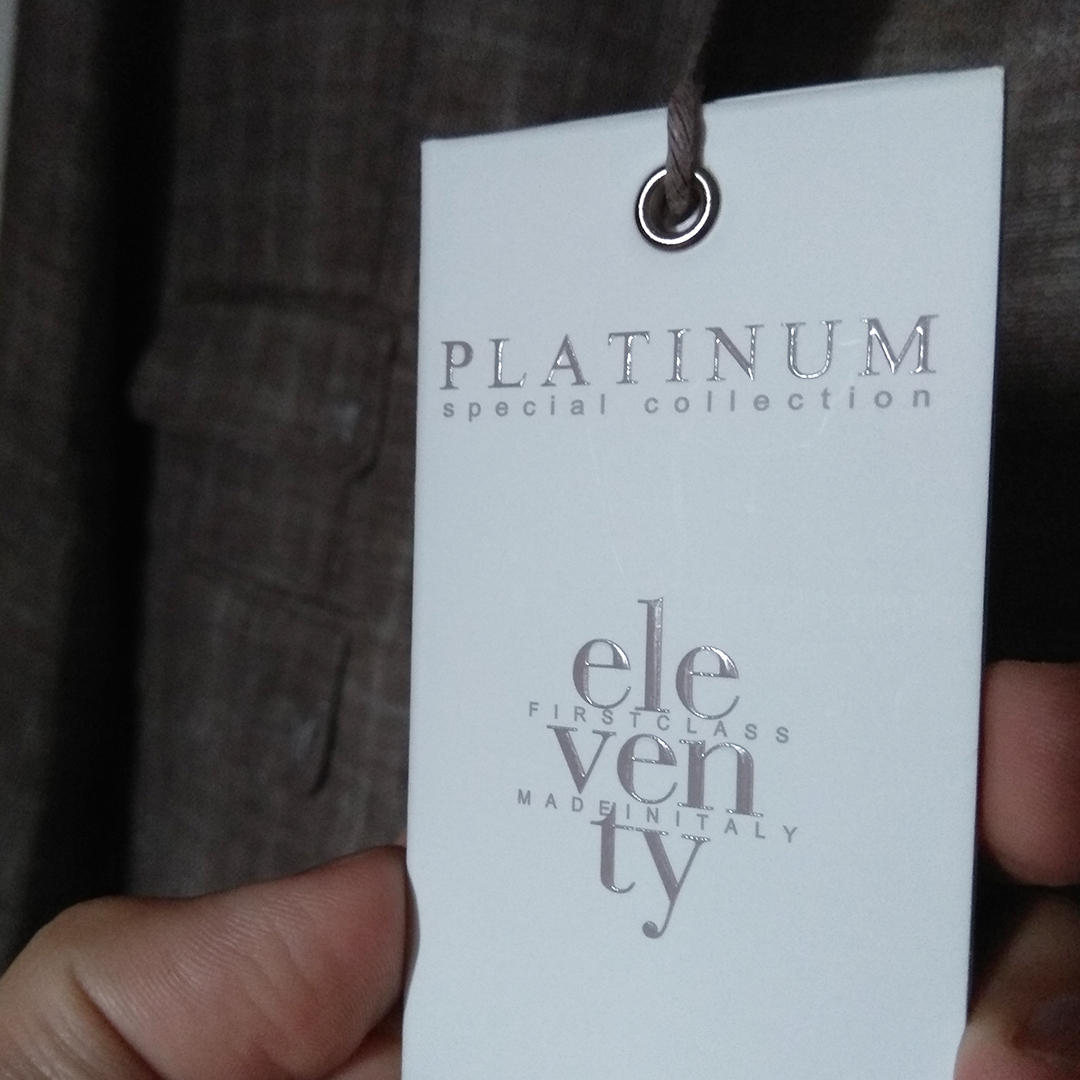 PLATINUM
special collection
ele
FIRSTCLASS
ven
MADEINITALY
ty